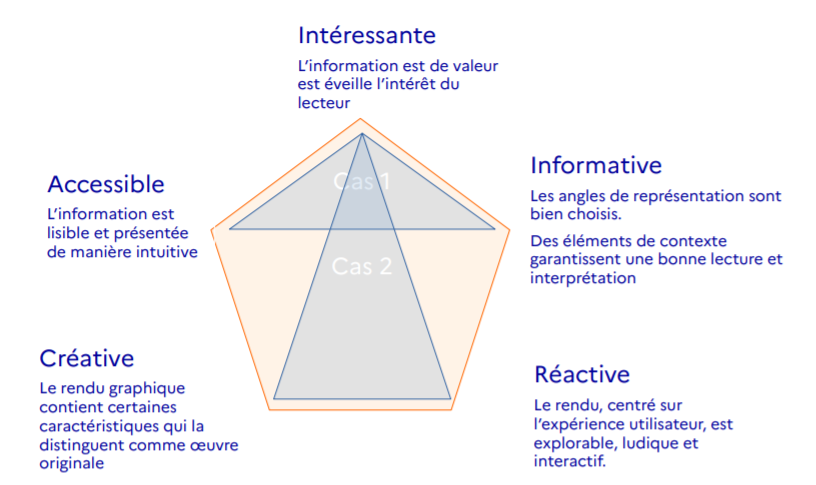 Intéressante
L'information est de valeur
est éveille l'intérêt du
lecteur
Accessible
L'information est
lisible et présentée
de manière intuitive
Informative
Les angles de représentation sont
bien choisis.
Des éléments de contexte
garantissent une bonne lecture et
interprétation
Cas 1
Cas 2
Créative
Le rendu graphique
contient certaines
caractéristiques qui la
distinguent comme œuvre
originale
Réactive
Le rendu, centré sur
l'expérience utilisateur, est
explorable, ludique et
interactif.